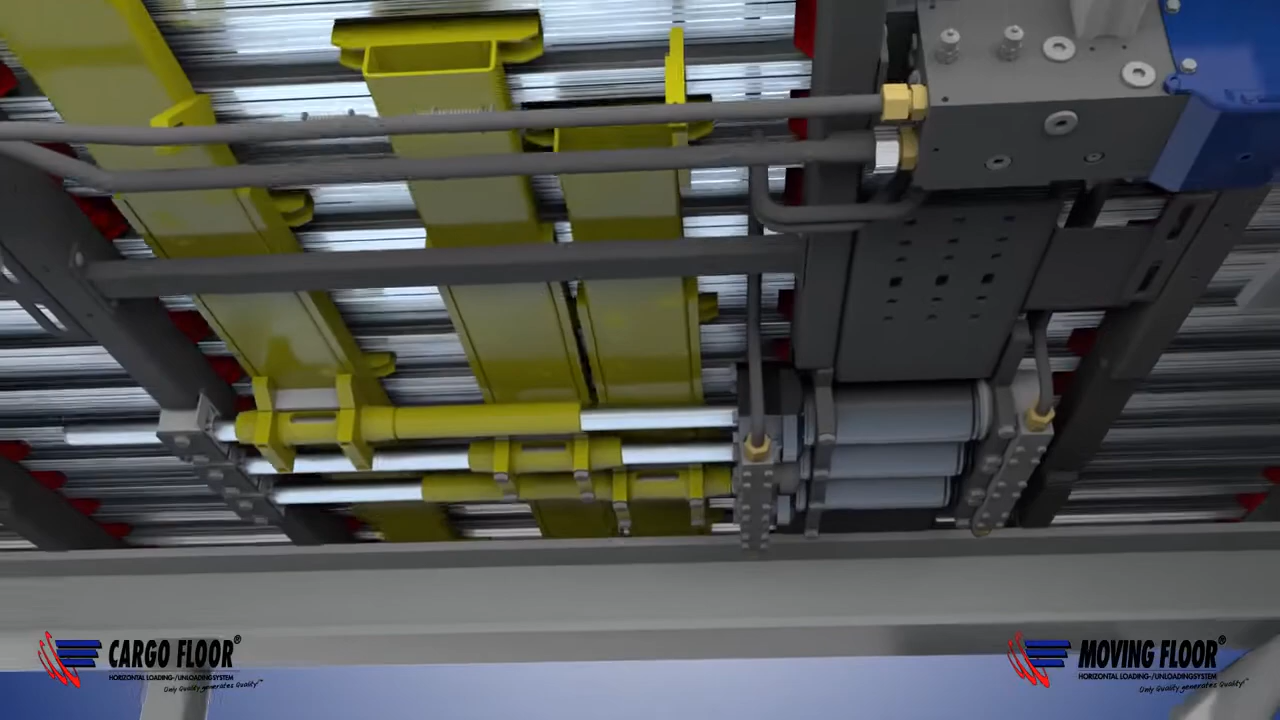 CARGO FLOOR®
HORIZONTAL LOADING-/UNLOADINGSYSTEM
Only Quality generates Quality™
MOVING FLOOR®
HORIZONTAL LOADING-/UNLOADINGSYSTEM
Only Quality generates Quality™